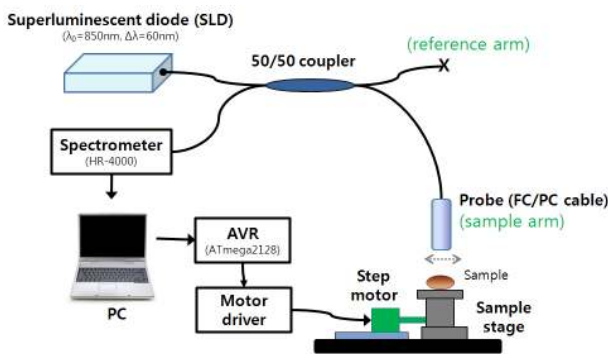 Superluminescent diode (SLD)
(λ₀=850nm, Δλ=60nm)
50/50 coupler
(reference arm)
X
Spectrometer
(HR-4000)
Probe (FC/PC cable)
(sample arm)
AVR
(ATmega2128)
PC
Motor
driver
Step
motor
Sample
Sample
stage